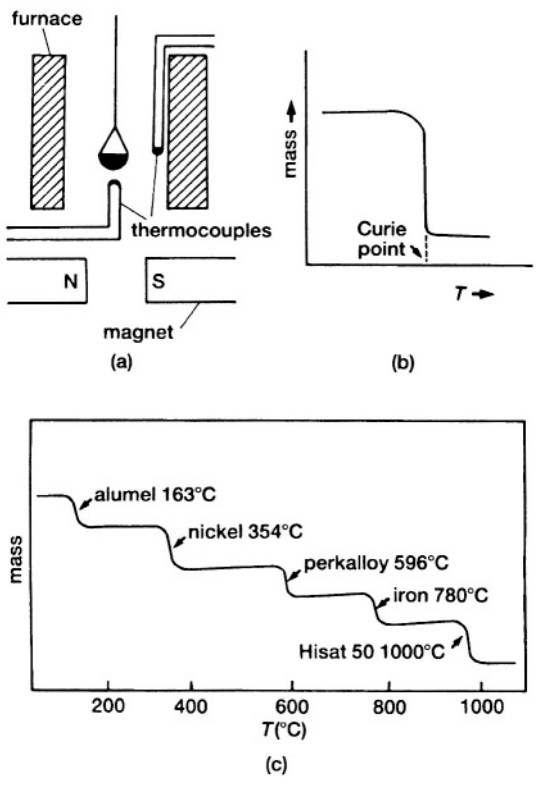 furnace
thermocouples
N
S
magnet
(a)
mass
Curie
point
T
(b)
mass
alumel 163°C
nickel 354°C
perkalloy 596°C
iron 780°C
Hisat 50 1000°C
200
400
600
800
1000
T(°C)
(c)